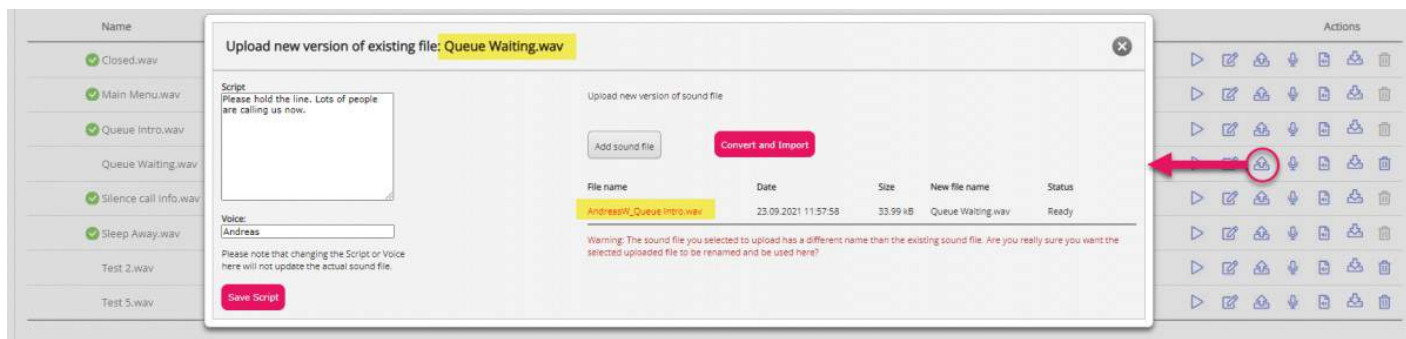 Name
Actions
Closed.wav
Main Menu.wav
Queue Intro.wav
Queue Waiting.wav
Silence call info.wav
Sleep Away.wav
Test 2.wav
Test 5.wav
Upload new version of existing file: Queue Waiting.wav
Script
Please hold the line. Lots of people
are calling us now.
Voice:
Andreas
Please note that changing the Script or Voice
here will not update the actual sound file.
Save Script
Upload new version of sound file
Add sound file
Convert and Import
File name Date Size New file name Status
AndreasW_Queue Intro.wav 23.09.2021 11:57:58 33.99 kB Queue Waiting.wav Ready
Warning: The sound file you selected to upload has a different name than the existing sound file. Are you really sure you want the
selected uploaded file to be renamed and be used here?